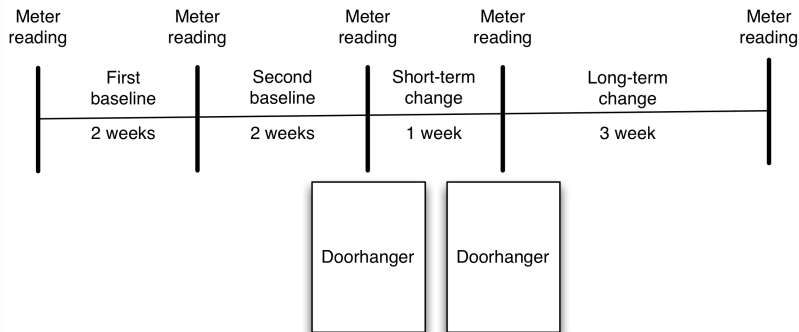 Meter
reading
Meter
reading
Meter
reading
Meter
reading
Meter
reading
First
baseline
Second
baseline
Short-term
change
Long-term
change
2 weeks
2 weeks
1 week
3 week
Doorhanger
Doorhanger